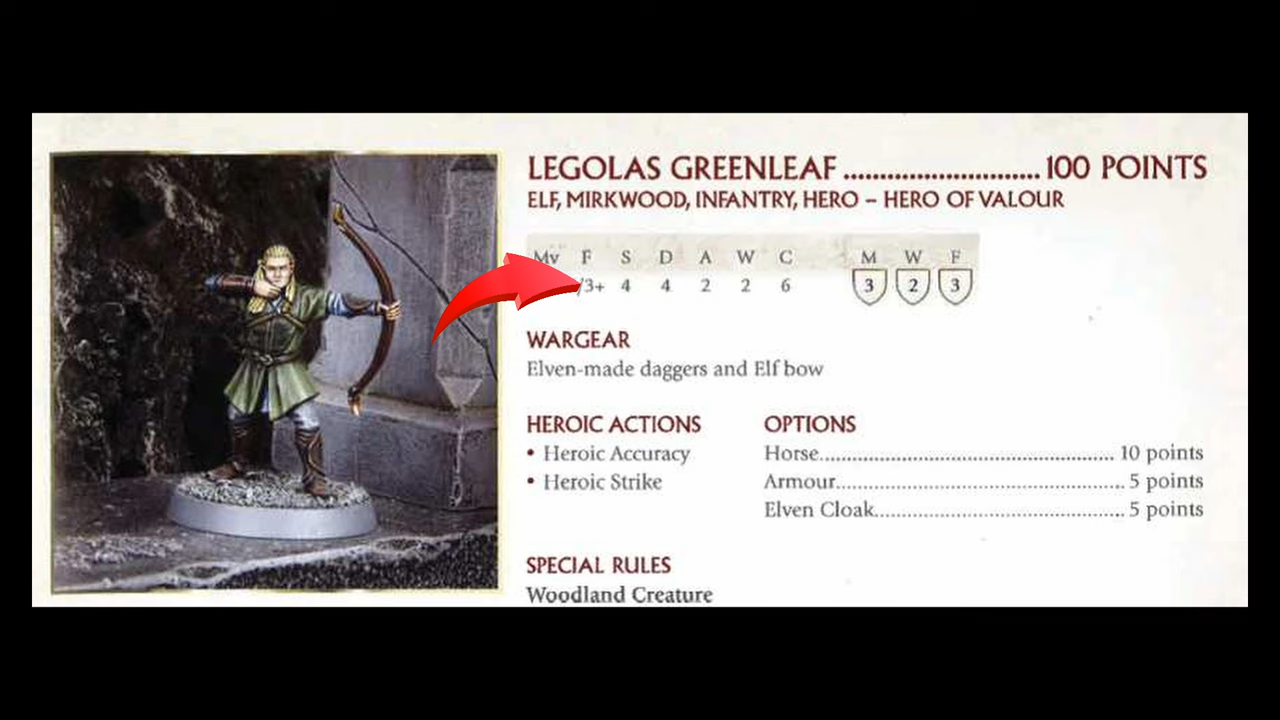 LEGOLAS GREENLEAF........................... 100 POINTS
ELF, MIRKWOOD, INFANTRY, HERO – HERO OF VALOUR
Mv F S D A W C M W F
/3+ 4 4 2 2 6 3 2 3
WARGEAR
Elven-made daggers and Elf bow
HEROIC ACTIONS
• Heroic Accuracy
• Heroic Strike
OPTIONS
Horse.......................................................... 10 points
Armour......................................................... 5 points
Elven Cloak.................................................. 5 points
SPECIAL RULES
Woodland Creature